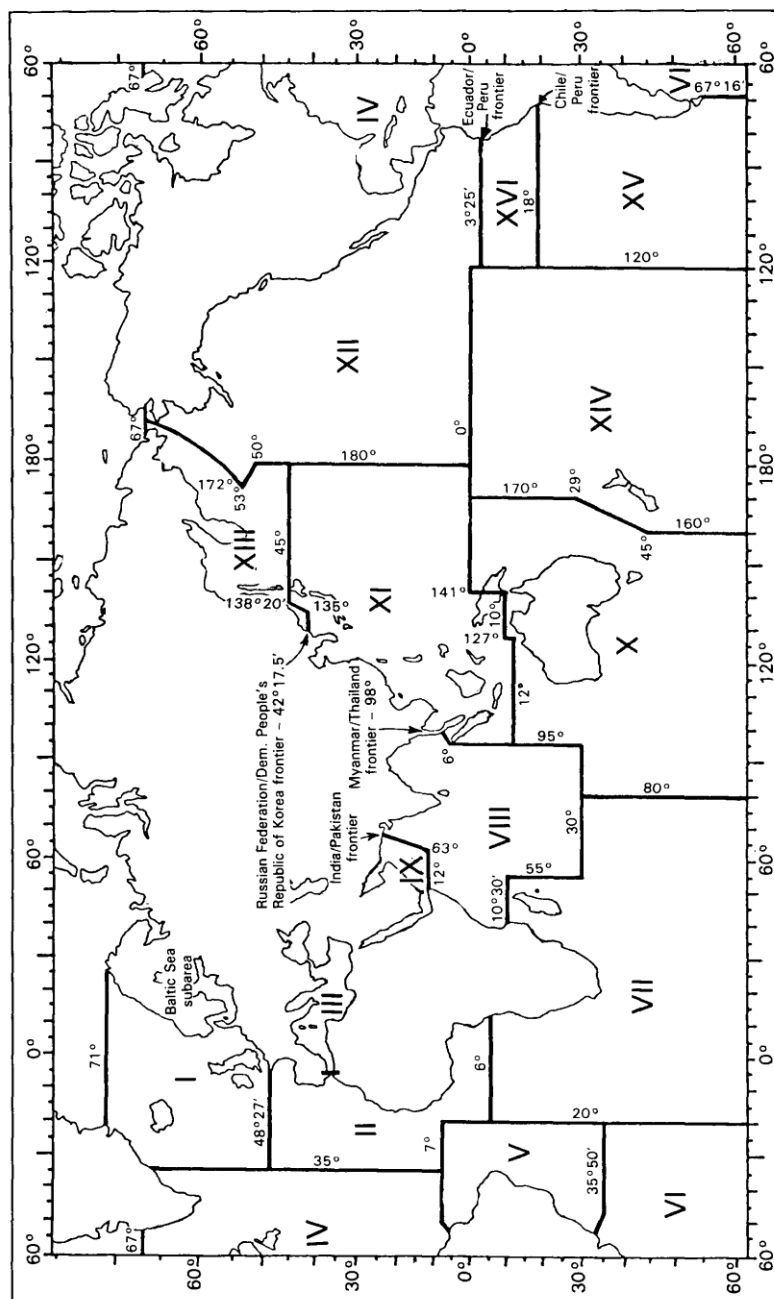 60°
0°
60°
120°
180°
120°
60°
60°
30°
0°
30°
60°
60°
0°
60°
120°
180°
120°
60°
60°
30°
0°
30°
60°
67°
71°
Baltic Sea
subarea
I
48°27'
35°
IV
II
III
7°
6°
V
20°
35°50'
VI
VII
Russian Federation/Dem. People's
Republic of Korea frontier – 42°17.5'
India/Pakistan
frontier
Myanmar/Thailand
frontier – 98°
IX
12°
63°
10°30'
55°
VIII
30°
80°
6°
95°
12°
127°
10°
141°
X
138°20'
135°
XIII
45°
XI
172°
53°
50°
67°
180°
XII
0°
170°
29°
45°
160°
XIV
120°
3°25'
XVI
18°
XV
67°
IV
Ecuador/
Peru
frontier
Chile/
Peru
frontier
VI
67°16'